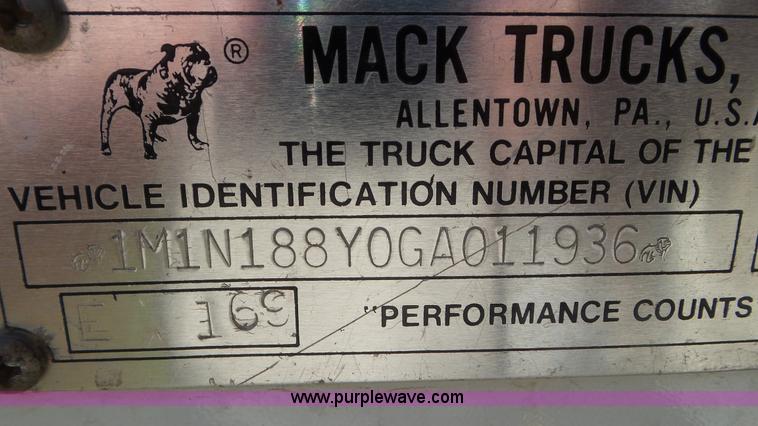 ®
MACK TRUCKS,
ALLENTOWN, PA., U.S.A
THE TRUCK CAPITAL OF THE
VEHICLE IDENTIFICATION NUMBER (VIN)
1M1N188Y0GA011936
E 169
"PERFORMANCE COUNTS
www.purplewave.com